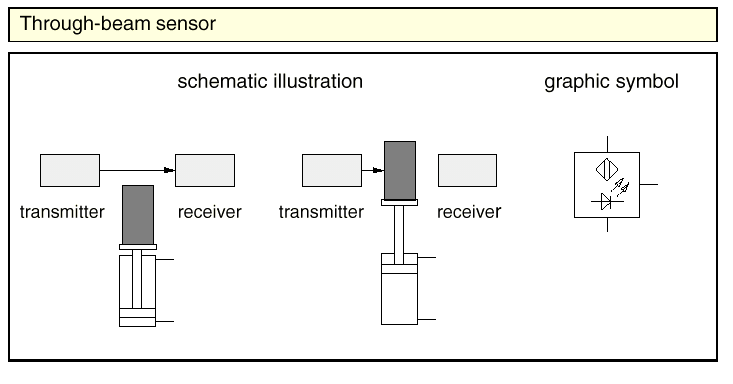 Through-beam sensor
schematic illustration
graphic symbol
transmitter
receiver
transmitter
receiver